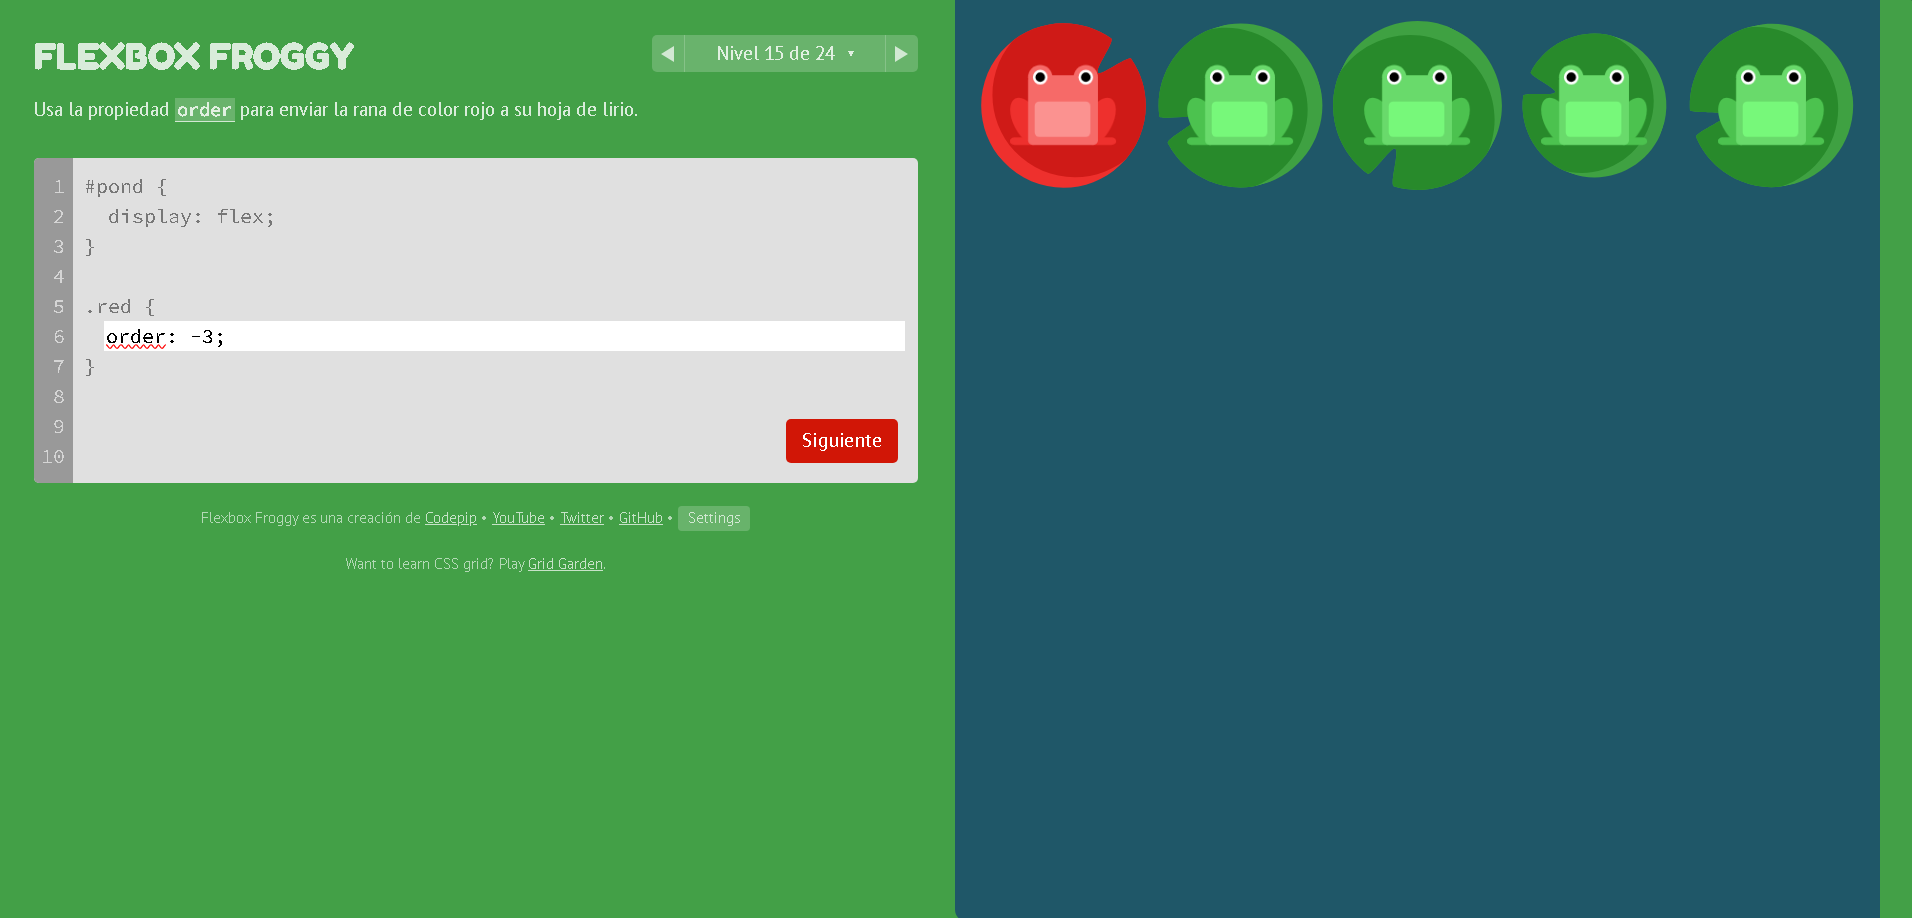 FLEXBOX FROGGY
Nivel 15 de 24 ▾
Usa la propiedad order para enviar la rana de color rojo a su hoja de lirio.
1 #pond {
2   display: flex;
3 }
4
5 .red {
6   order: -3;
7 }
8
9
10
Siguiente
Flexbox Froggy es una creación de Codepip • YouTube • Twitter • GitHub • Settings
Want to learn CSS grid? Play Grid Garden.